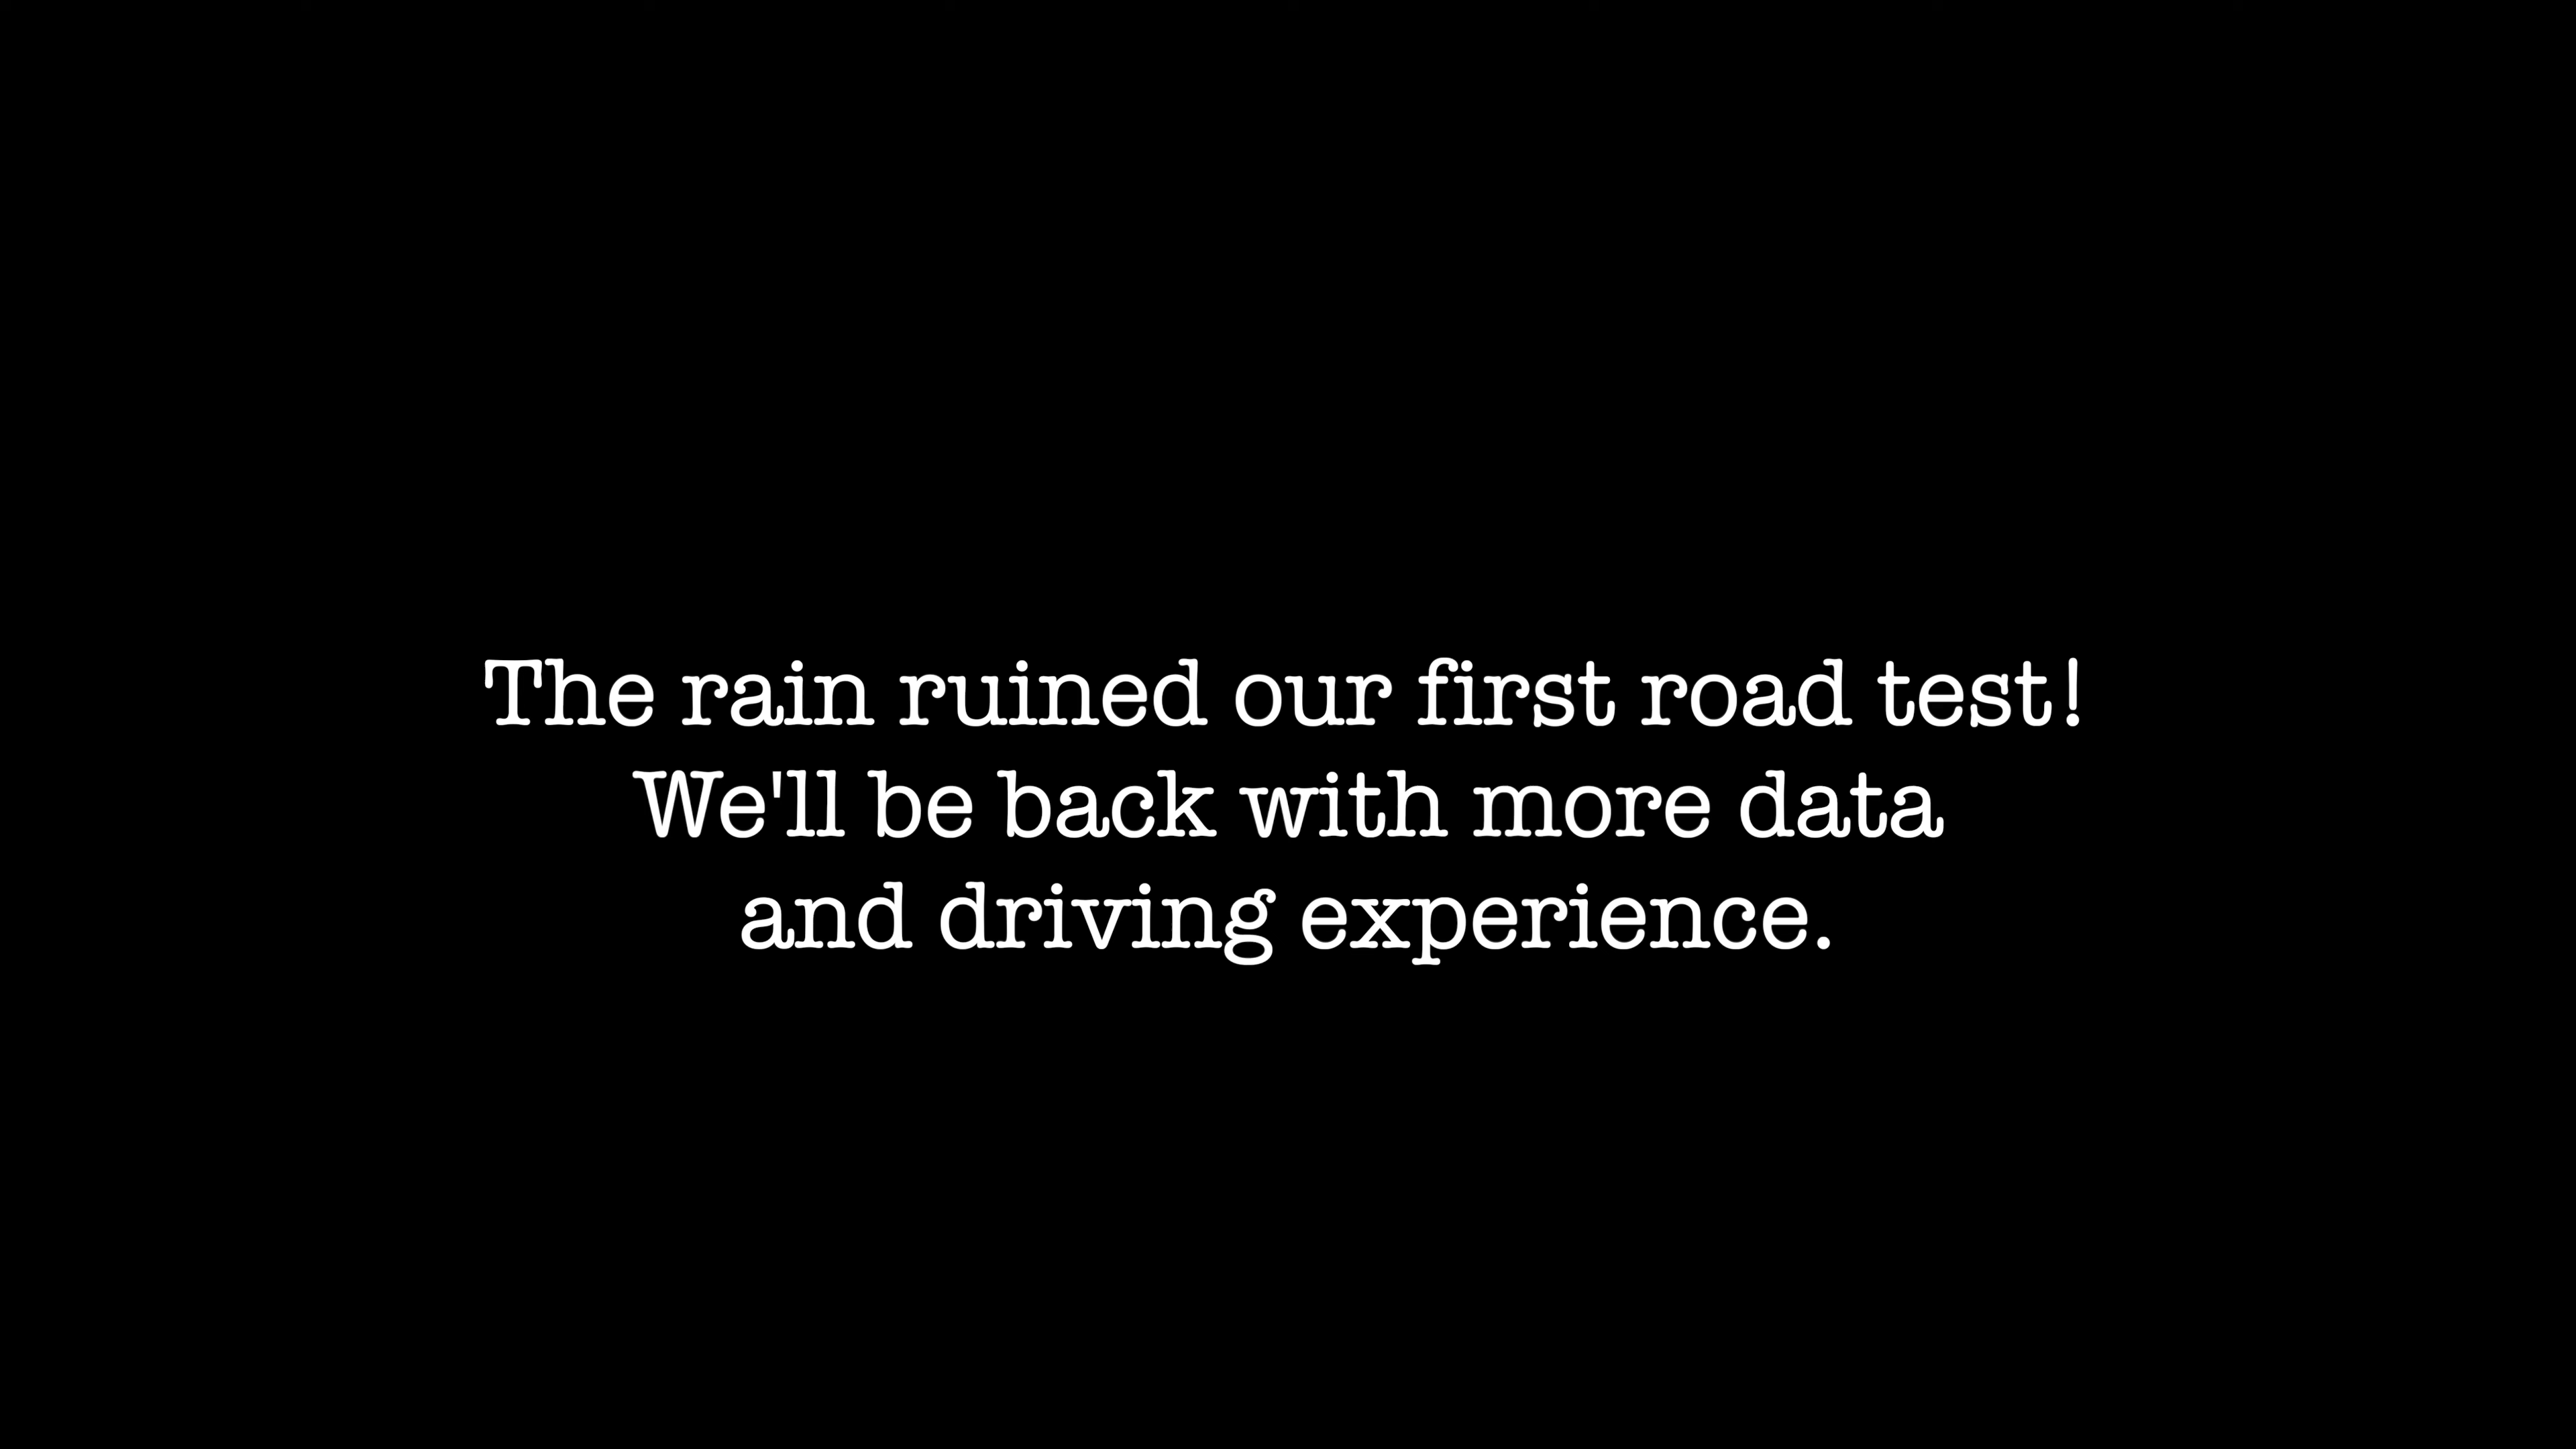 The rain ruined our first road test!
We'll be back with more data
and driving experience.